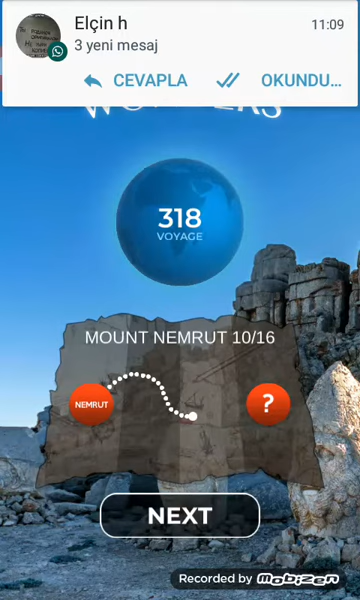 Elçin h
11:09
3 yeni mesaj
CEVAPLA
OKUNDU...
318
VOYAGE
MOUNT NEMRUT 10/16
NEMRUT
?
NEXT
Recorded by Mobizen